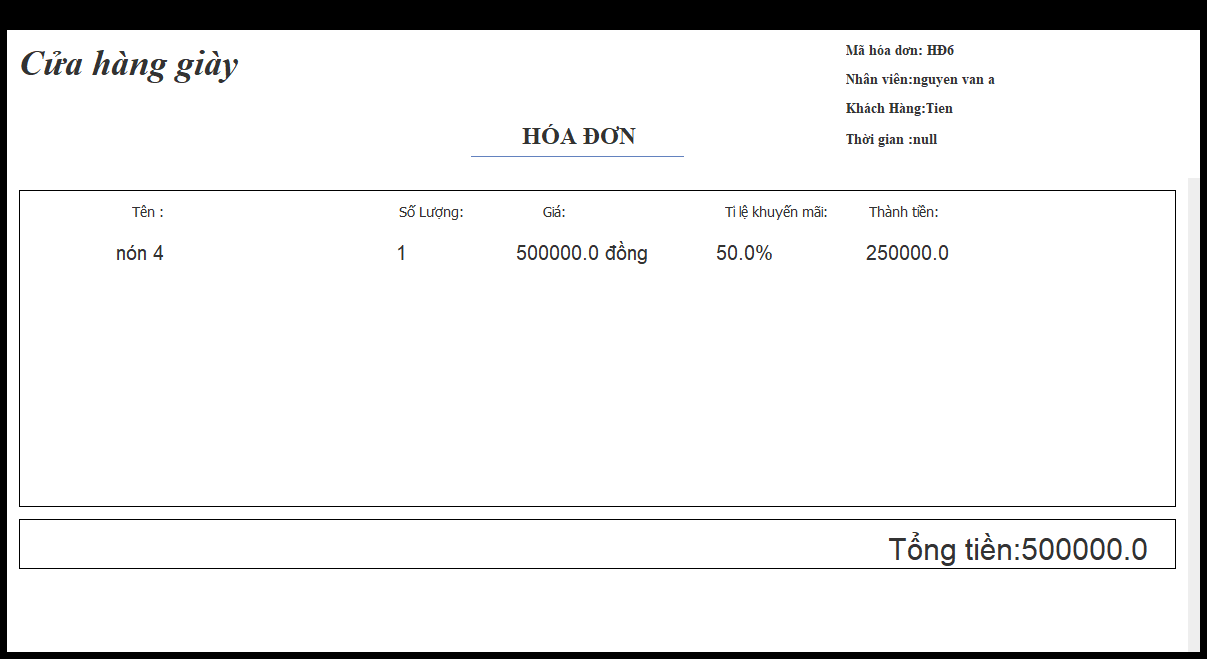 Cửa hàng giày
Mã hóa đơn: HĐ6
Nhân viên:nguyen van a
Khách Hàng:Tien
Thời gian :null
HÓA ĐƠN
Tên : Số Lượng: Giá: Tỉ lệ khuyến mãi: Thành tiền:
nón 4 1 500000.0 đồng 50.0% 250000.0
Tổng tiền:500000.0